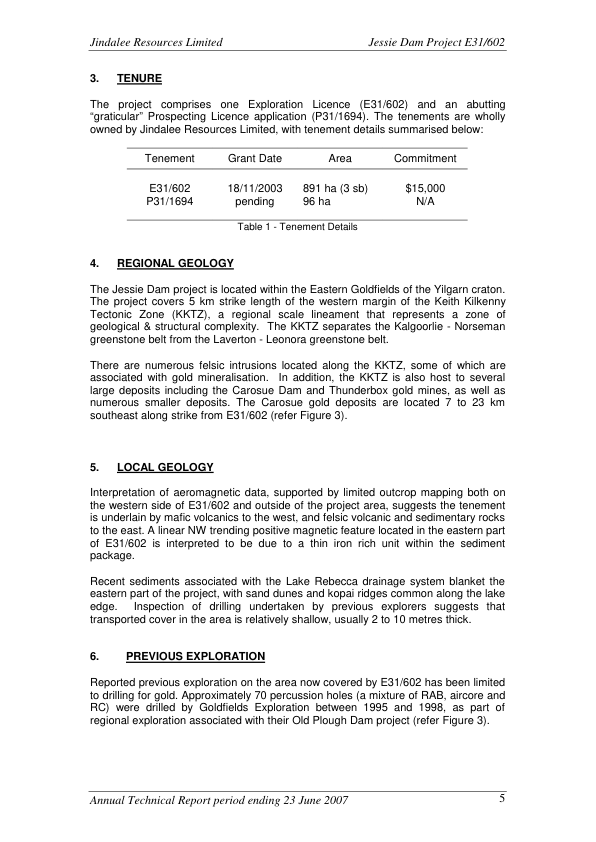 Jindalee Resources Limited Jessie Dam Project E31/602
3. TENURE
The project comprises one Exploration Licence (E31/602) and an abutting
“graticular” Prospecting Licence application (P31/1694). The tenements are wholly
owned by Jindalee Resources Limited, with tenement details summarised below:
Tenement Grant Date Area Commitment
E31/602 18/11/2003 891 ha (3 sb) $15,000
P31/1694 pending 96 ha N/A
Table 1 - Tenement Details
4. REGIONAL GEOLOGY
The Jessie Dam project is located within the Eastern Goldfields of the Yilgarn craton.
The project covers 5 km strike length of the western margin of the Keith Kilkenny
Tectonic Zone (KKTZ), a regional scale lineament that represents a zone of
geological & structural complexity. The KKTZ separates the Kalgoorlie - Norseman
greenstone belt from the Laverton - Leonora greenstone belt.
There are numerous felsic intrusions located along the KKTZ, some of which are
associated with gold mineralisation. In addition, the KKTZ is also host to several
large deposits including the Carosue Dam and Thunderbox gold mines, as well as
numerous smaller deposits. The Carosue gold deposits are located 7 to 23 km
southeast along strike from E31/602 (refer Figure 3).
5. LOCAL GEOLOGY
Interpretation of aeromagnetic data, supported by limited outcrop mapping both on
the western side of E31/602 and outside of the project area, suggests the tenement
is underlain by mafic volcanics to the west, and felsic volcanic and sedimentary rocks
to the east. A linear NW trending positive magnetic feature located in the eastern part
of E31/602 is interpreted to be due to a thin iron rich unit within the sediment
package.
Recent sediments associated with the Lake Rebecca drainage system blanket the
eastern part of the project, with sand dunes and kopai ridges common along the lake
edge. Inspection of drilling undertaken by previous explorers suggests that
transported cover in the area is relatively shallow, usually 2 to 10 metres thick.
6. PREVIOUS EXPLORATION
Reported previous exploration on the area now covered by E31/602 has been limited
to drilling for gold. Approximately 70 percussion holes (a mixture of RAB, aircore and
RC) were drilled by Goldfields Exploration between 1995 and 1998, as part of
regional exploration associated with their Old Plough Dam project (refer Figure 3).
Annual Technical Report period ending 23 June 2007 5